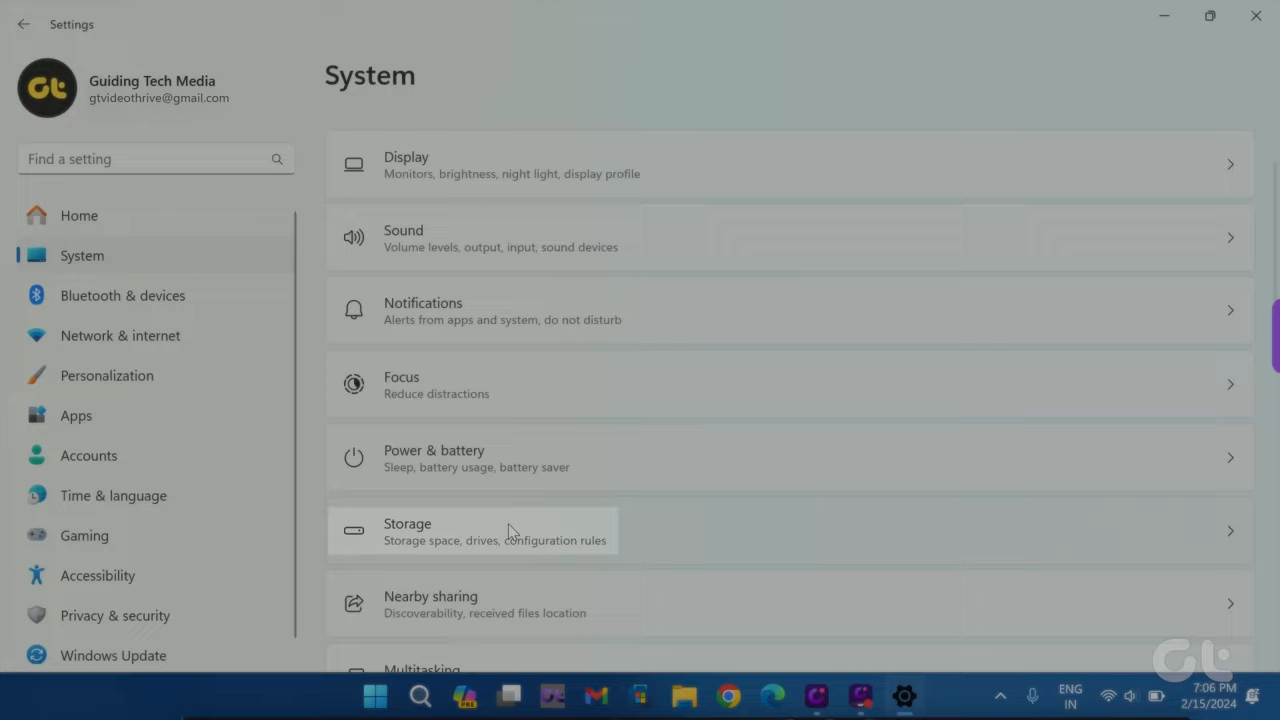 Settings
Guiding Tech Media
gtvideothrive@gmail.com
Find a setting
Home
System
Bluetooth & devices
Network & internet
Personalization
Apps
Accounts
Time & language
Gaming
Accessibility
Privacy & security
Windows Update
System
Display
Monitors, brightness, night light, display profile
Sound
Volume levels, output, input, sound devices
Notifications
Alerts from apps and system, do not disturb
Focus
Reduce distractions
Power & battery
Sleep, battery usage, battery saver
Storage
Storage space, drives, configuration rules
Nearby sharing
Discoverability, received files location
Multitasking
Gt
PRE
ENG
IN
7:06 PM
2/15/2024